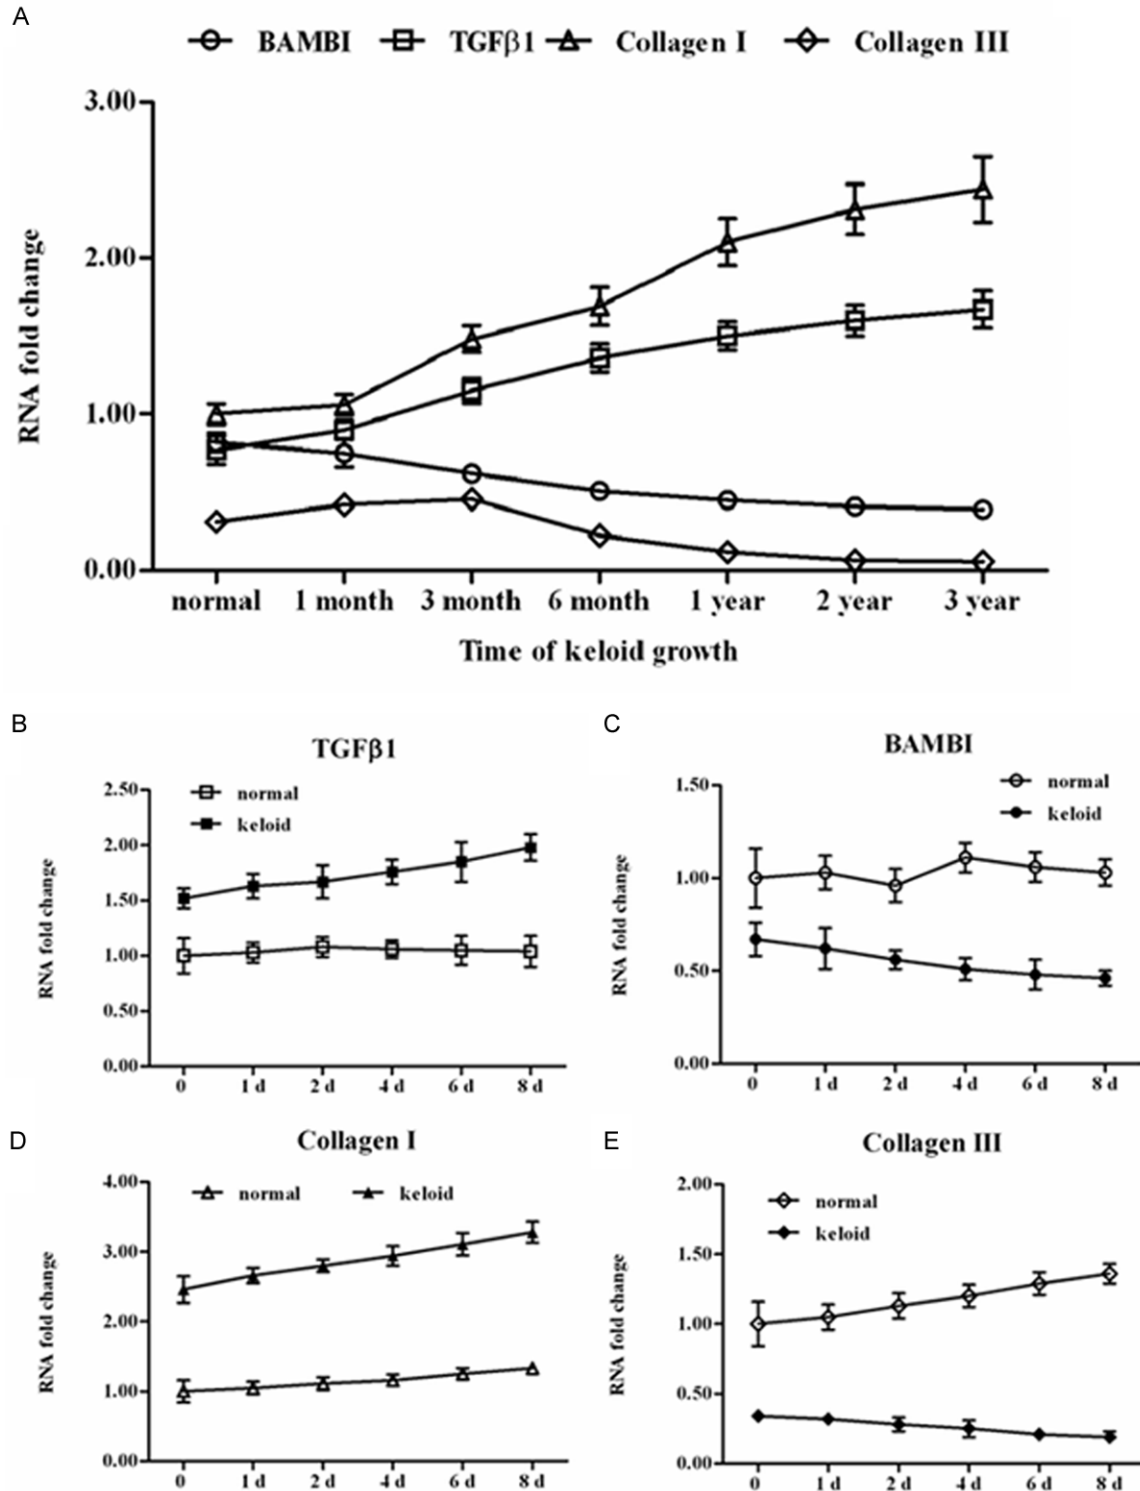 A
BAMBI TGFβ1 Collagen I Collagen III
3.00
2.00
1.00
0.00
RNA fold change
normal 1 month 3 month 6 month 1 year 2 year 3 year
Time of keloid growth
B
TGFβ1
normal
keloid
2.50
2.00
1.50
1.00
0.50
0.00
RNA fold change
0 1 d 2 d 4 d 6 d 8 d
C
BAMBI
normal
keloid
1.50
1.00
0.50
0.00
RNA fold change
0 1 d 2 d 4 d 6 d 8 d
D
Collagen I
normal keloid
4.00
3.00
2.00
1.00
0.00
RNA fold change
0 1 d 2 d 4 d 6 d 8 d
E
Collagen III
normal
keloid
2.00
1.50
1.00
0.50
0.00
RNA fold change
0 1 d 2 d 4 d 6 d 8 d